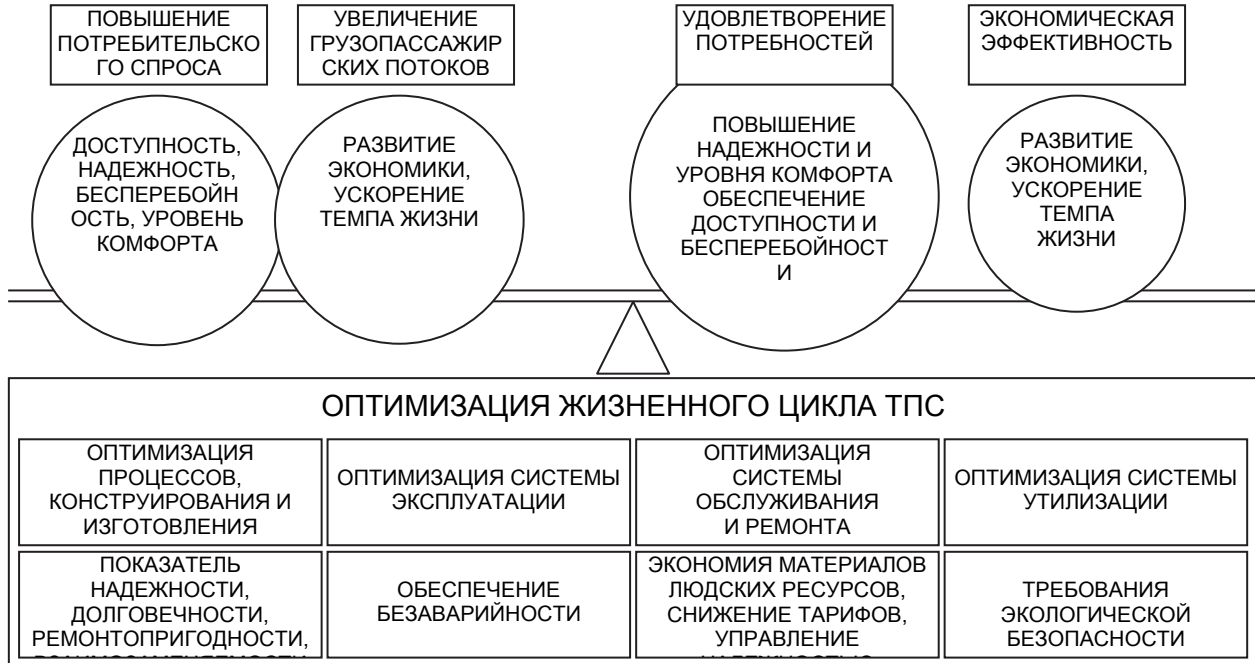 ПОВЫШЕНИЕ
ПОТРЕБИТЕЛЬСКО
ГО СПРОСА
УВЕЛИЧЕНИЕ
ГРУЗОПАССАЖИР
СКИХ ПОТОКОВ
УДОВЛЕТВОРЕНИЕ
ПОТРЕБНОСТЕЙ
ЭКОНОМИЧЕСКАЯ
ЭФФЕКТИВНОСТЬ
ДОСТУПНОСТЬ,
НАДЕЖНОСТЬ,
БЕСПЕРЕБОЙН
ОСТЬ, УРОВЕНЬ
КОМФОРТА
РАЗВИТИЕ
ЭКОНОМИКИ,
УСКОРЕНИЕ
ТЕМПА ЖИЗНИ
ПОВЫШЕНИЕ
НАДЕЖНОСТИ И
УРОВНЯ КОМФОРТА
ОБЕСПЕЧЕНИЕ
ДОСТУПНОСТИ И
БЕСПЕРЕБОЙНОСТ
И
РАЗВИТИЕ
ЭКОНОМИКИ,
УСКОРЕНИЕ
ТЕМПА
ЖИЗНИ
ОПТИМИЗАЦИЯ ЖИЗНЕННОГО ЦИКЛА ТПС
ОПТИМИЗАЦИЯ
ПРОЦЕССОВ,
КОНСТРУИРОВАНИЯ И
ИЗГОТОВЛЕНИЯ
ОПТИМИЗАЦИЯ СИСТЕМЫ
ЭКСПЛУАТАЦИИ
ОПТИМИЗАЦИЯ
СИСТЕМЫ
ОБСЛУЖИВАНИЯ
И РЕМОНТА
ОПТИМИЗАЦИЯ СИСТЕМЫ
УТИЛИЗАЦИИ
ПОКАЗАТЕЛЬ
НАДЕЖНОСТИ,
ДОЛГОВЕЧНОСТИ,
РЕМОНТОПРИГОДНОСТИ,
ОБЕСПЕЧЕНИЕ
БЕЗАВАРИЙНОСТИ
ЭКОНОМИЯ МАТЕРИАЛОВ
ЛЮДСКИХ РЕСУРСОВ,
СНИЖЕНИЕ ТАРИФОВ,
УПРАВЛЕНИЕ
ТРЕБОВАНИЯ
ЭКОЛОГИЧЕСКОЙ
БЕЗОПАСНОСТИ